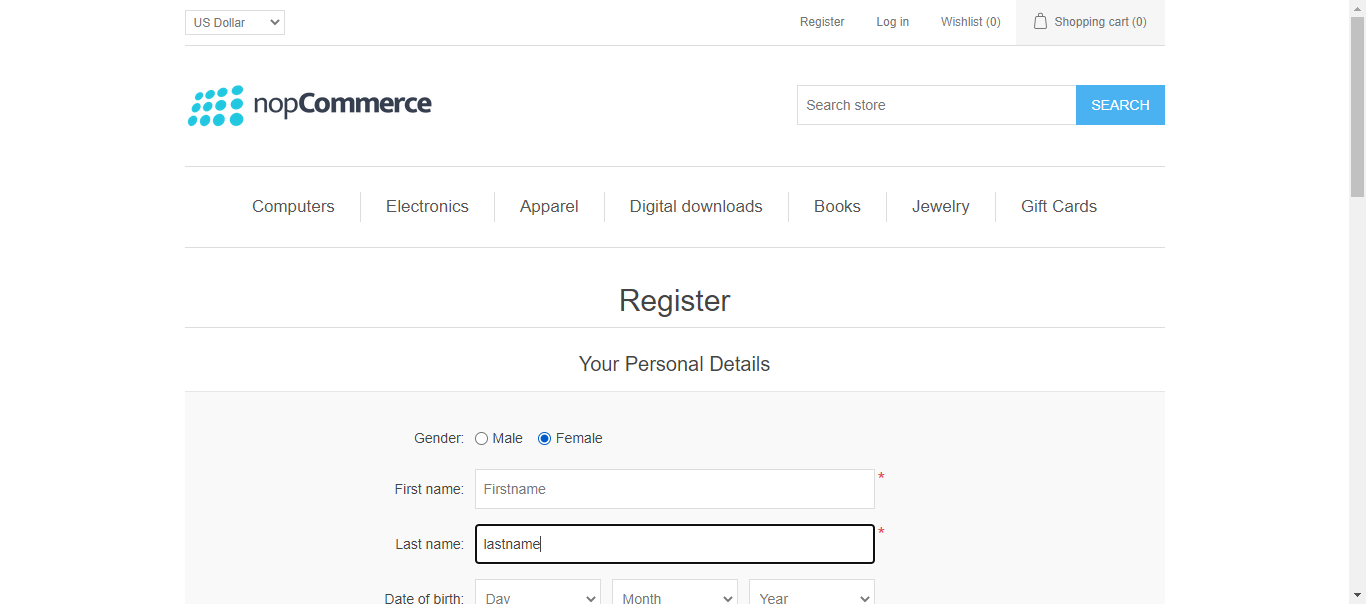 US Dollar Register Log in Wishlist (0) Shopping cart (0)
nopCommerce Search store SEARCH
Computers Electronics Apparel Digital downloads Books Jewelry Gift Cards
Register
Your Personal Details
Gender: Male Female
First name: Firstname *
Last name: lastname *
Date of birth: Day Month Year